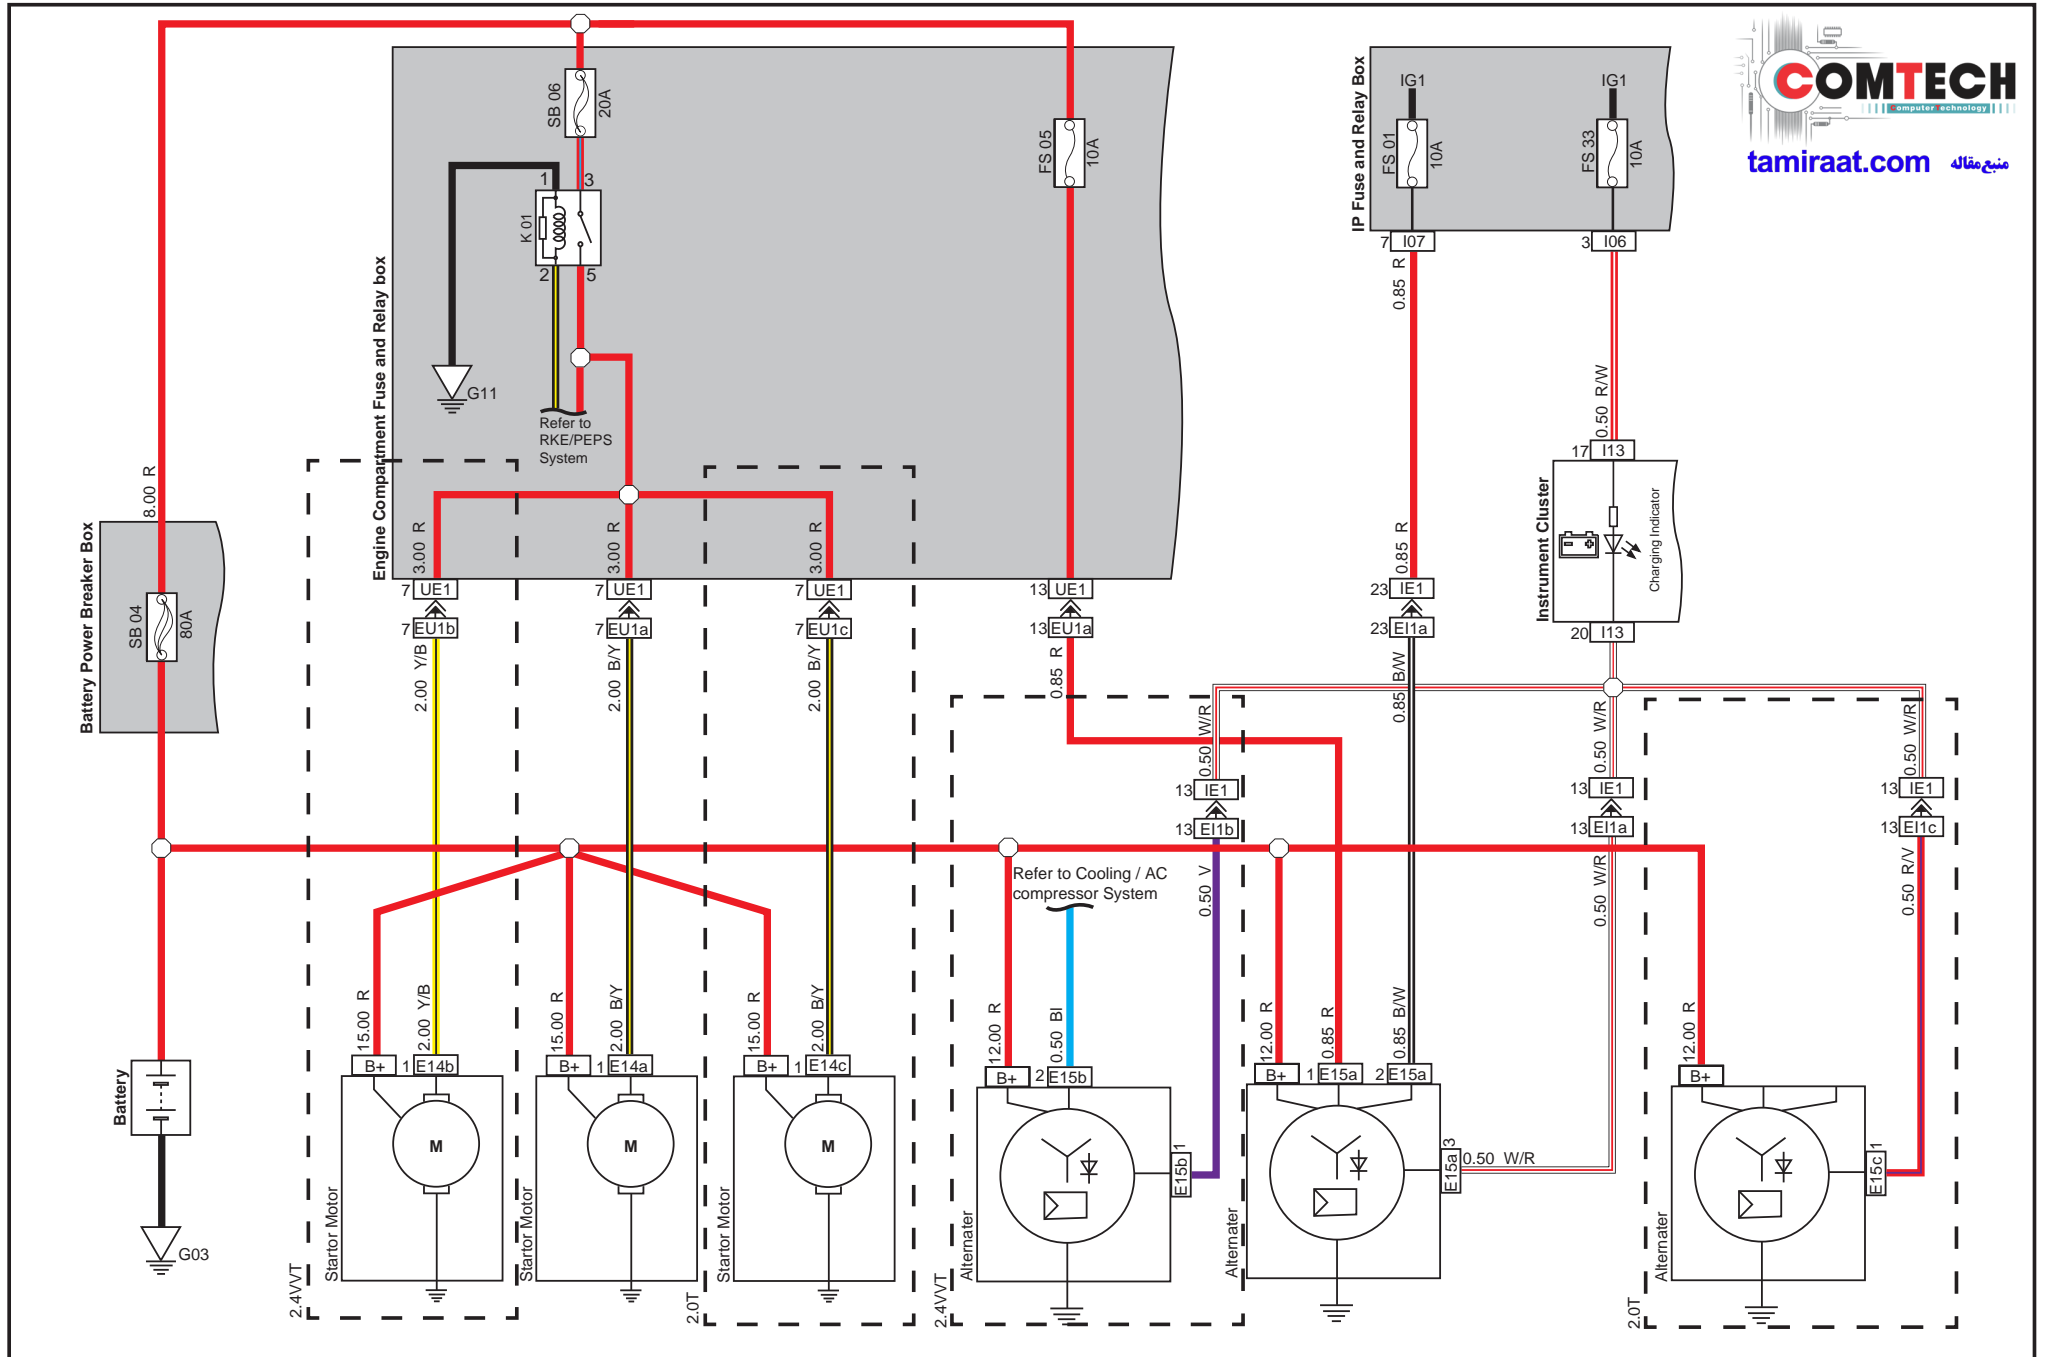 COMTECH
Computer Technology
tamiraat.com منبع مقاله
SB 06
20A
FS 05
10A
IP Fuse and Relay Box
IG1
FS 01
10A
IG1
FS 33
10A
7 I07
3 I06
1
3
K 01
2
5
G11
Refer to
RKE/PEPS
System
Engine Compartment Fuse and Relay box
0.85 R
0.50 R/W
17 I13
8.00 R
Battery Power Breaker Box
SB 04
80A
3.00 R
3.00 R
3.00 R
0.85 R
Instrument Cluster
Charging Indicator
7 UE1
7 UE1
7 UE1
13 UE1
23 IE1
7 EU1b
7 EU1a
7 EU1c
13 EU1a
23 EI1a
20 I13
2.00 Y/B
2.00 B/Y
2.00 B/Y
0.85 R
0.85 B/W
0.50 W/R
0.50 W/R
0.50 W/R
13 IE1
13 IE1
13 IE1
13 EI1b
13 EI1a
13 EI1c
Refer to Cooling / AC
compressor System
0.50 V
0.50 W/R
0.50 R/V
15.00 R
2.00 Y/B
15.00 R
2.00 B/Y
15.00 R
2.00 B/Y
12.00 R
0.50 Bl
12.00 R
0.85 R
0.85 B/W
12.00 R
B+
1 E14b
B+
1 E14a
B+
1 E14c
B+
2 E15b
B+
1 E15a
2 E15a
B+
Battery
G03
M
M
M
E15b 1
E15a 3
0.50 W/R
E15c 1
Startor Motor
Startor Motor
Startor Motor
Alternater
Alternater
Alternater
2.4VVT
2.0T
2.4VVT
2.0T